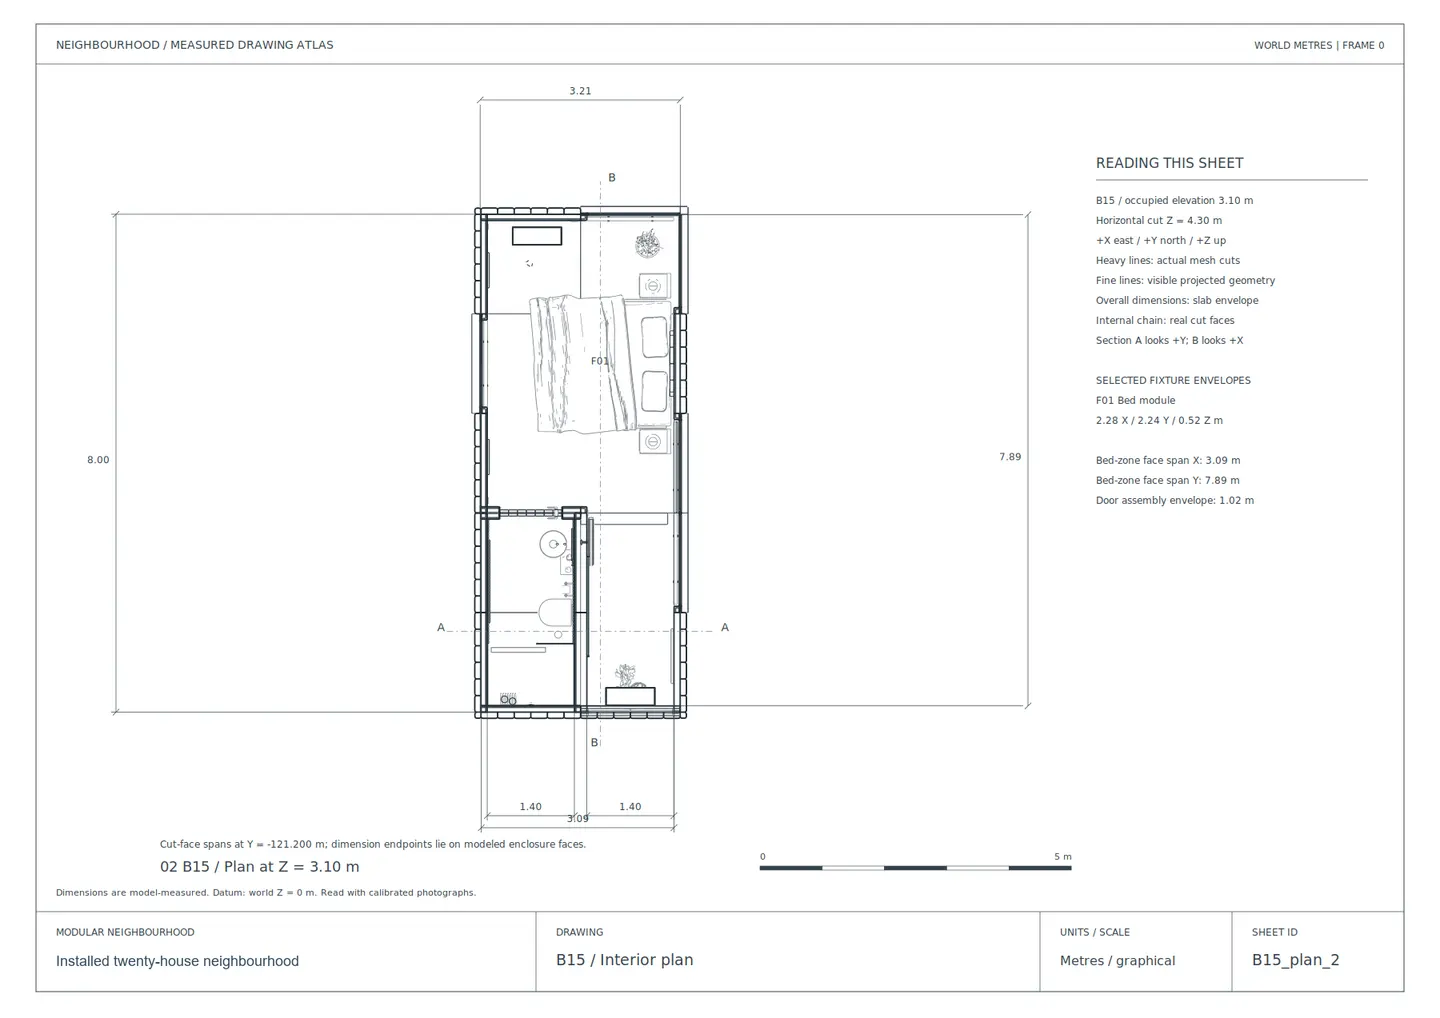 NEIGHBOURHOOD / MEASURED DRAWING ATLAS
WORLD METRES | FRAME 0
3.21
B
READING THIS SHEET
B15 / occupied elevation 3.10 m
Horizontal cut Z = 4.30 m
+X east / +Y north / +Z up
Heavy lines: actual mesh cuts
Fine lines: visible projected geometry
Overall dimensions: slab envelope
Internal chain: real cut faces
Section A looks +Y; B looks +X
SELECTED FIXTURE ENVELOPES
F01 Bed module
2.28 X / 2.24 Y / 0.52 Z m
Bed-zone face span X: 3.09 m
Bed-zone face span Y: 7.89 m
Door assembly envelope: 1.02 m
F01
8.00
7.89
A
A
B
1.40
1.40
3.09
Cut-face spans at Y = -121.200 m; dimension endpoints lie on modeled enclosure faces.
02 B15 / Plan at Z = 3.10 m
0
5 m
Dimensions are model-measured. Datum: world Z = 0 m. Read with calibrated photographs.
MODULAR NEIGHBOURHOOD
Installed twenty-house neighbourhood
DRAWING
B15 / Interior plan
UNITS / SCALE
Metres / graphical
SHEET ID
B15_plan_2